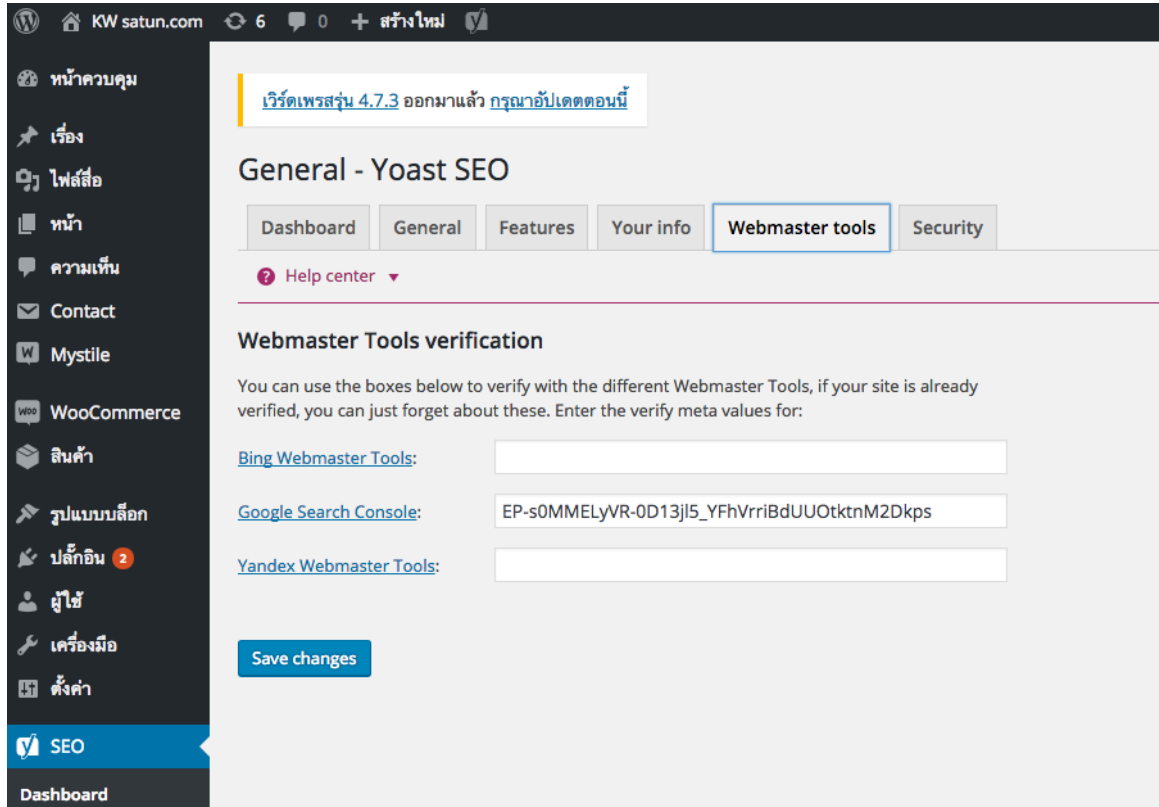 KW satun.com 6 0 + สร้างใหม่
หน้าควบคุม
เรื่อง
ไฟล์สื่อ
หน้า
ความเห็น
Contact
Mystile
WooCommerce
สินค้า
รูปแบบบล็อก
ปลั๊กอิน 2
ผู้ใช้
เครื่องมือ
ตั้งค่า
SEO
Dashboard
เวิร์ดเพรสรุ่น 4.7.3 ออกมาแล้ว กรุณาอัปเดตตอนนี้
General - Yoast SEO
Dashboard General Features Your info Webmaster tools Security
Help center
Webmaster Tools verification
You can use the boxes below to verify with the different Webmaster Tools, if your site is already
verified, you can just forget about these. Enter the verify meta values for:
Bing Webmaster Tools:
Google Search Console: EP-s0MMELyVR-0D13jl5_YFhVrriBdUUOtktnM2Dkps
Yandex Webmaster Tools:
Save changes